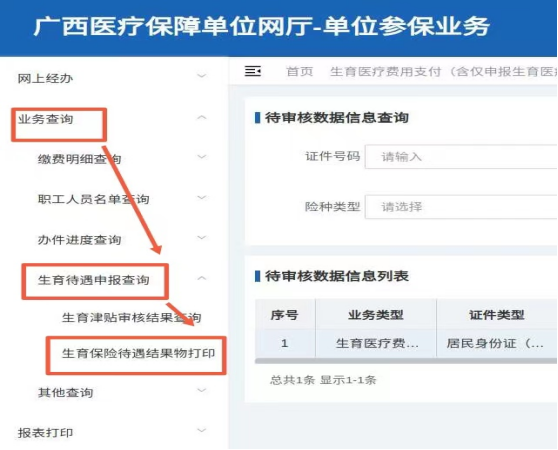 广西医疗保障单位网厅-单位参保业务
网上经办
首页 生育医疗费用支付（含仅申报生育医
业务查询
待审核数据信息查询
缴费明细查询
证件号码 请输入
职工人员名单查询
险种类型 请选择
办件进度查询
生育待遇申报查询
待审核数据信息列表
生育津贴审核结果查询
序号 业务类型 证件类型
生育保险待遇结果物打印
1 生育医疗费... 居民身份证（...
总共1条 显示1-1条
其他查询
报表打印